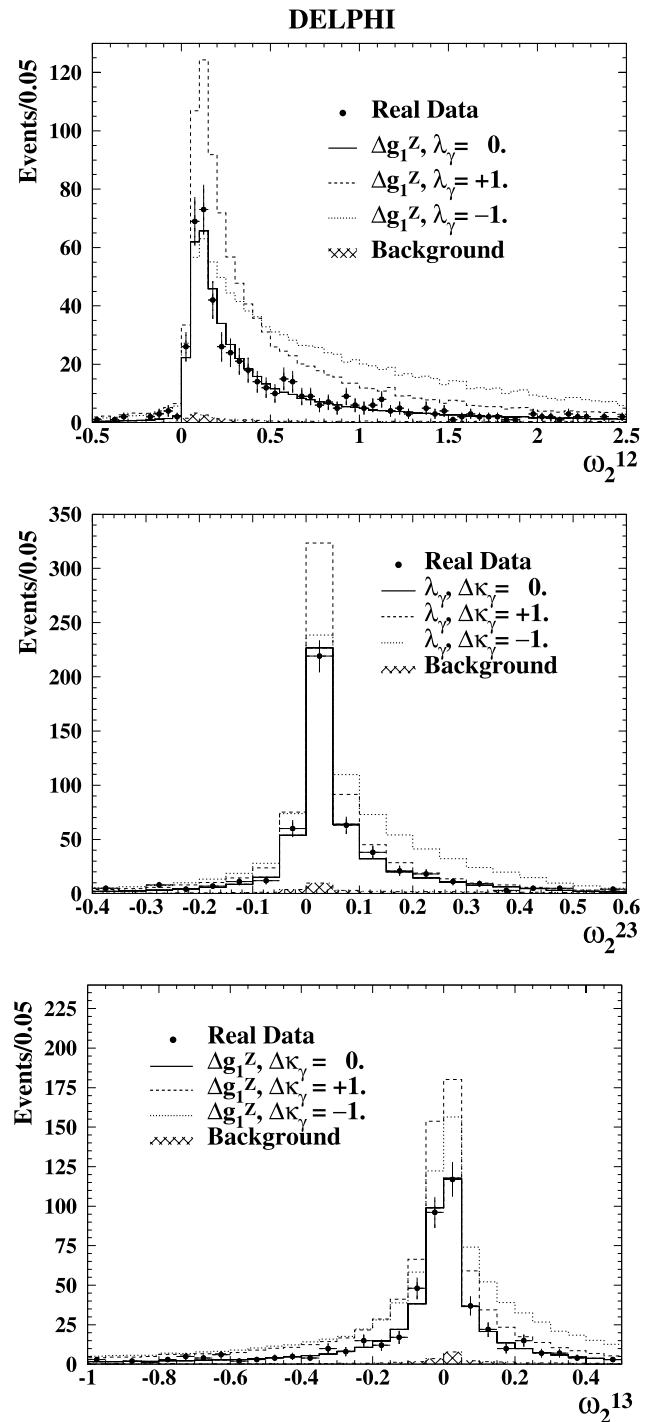 DELPHI
Events/0.05
120
100
80
60
40
20
0
Real Data
Δg₁ᶻ, λᵧ= 0.
Δg₁ᶻ, λᵧ= +1.
Δg₁ᶻ, λᵧ= −1.
Background
-0.5 0 0.5 1 1.5 2 2.5
ω₂¹²
Events/0.05
350
300
250
200
150
100
50
0
Real Data
λᵧ, Δκᵧ= 0.
λᵧ, Δκᵧ= +1.
λᵧ, Δκᵧ= −1.
Background
-0.4 -0.3 -0.2 -0.1 0 0.1 0.2 0.3 0.4 0.5 0.6
ω₂²³
Events/0.05
225
200
175
150
125
100
75
50
25
0
Real Data
Δg₁ᶻ, Δκᵧ = 0.
Δg₁ᶻ, Δκᵧ = +1.
Δg₁ᶻ, Δκᵧ = −1.
Background
-1 -0.8 -0.6 -0.4 -0.2 0 0.2 0.4
ω₂¹³